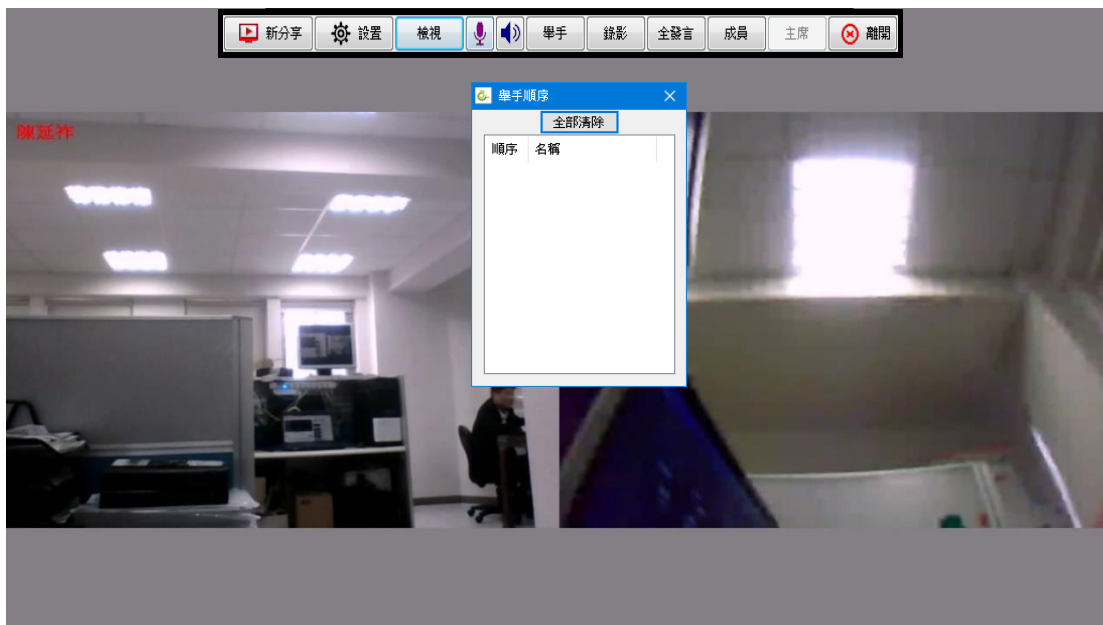 新分享 設置 檢視 舉手 錄影 全發言 成員 主席 離開
舉手順序
全部清除
順序 名稱
陳延祚